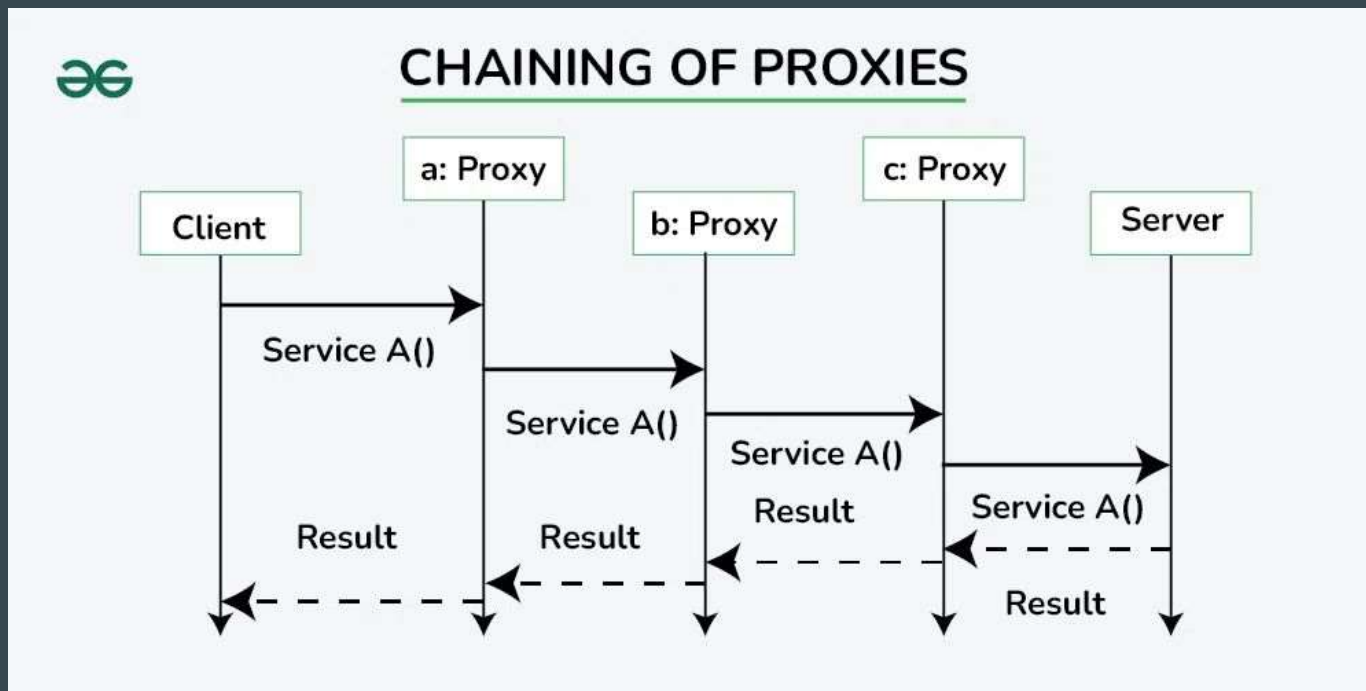 CHAINING OF PROXIES
a: Proxy
c: Proxy
Client
b: Proxy
Server
Service A()
Service A()
Service A()
Service A()
Result
Result
Result
Result